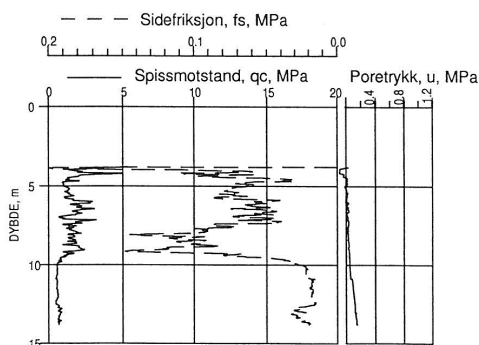 Sidefriksjon, fs, MPa
0,2 0,1 0,0
Spissmotstand, qc, MPa Poretrykk, u, MPa
0 5 10 15 20 0,4 0,8 1,2
0
5
10
15
DYBDE, m